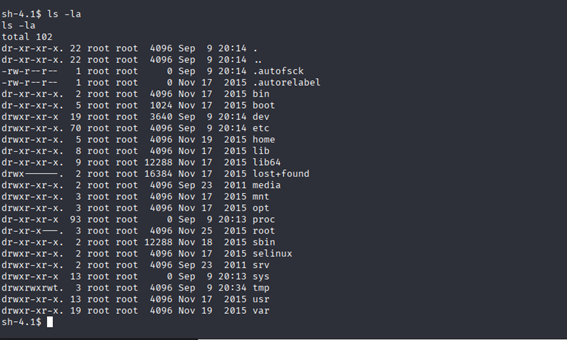 sh-4.1$ ls -la
ls -la
total 102
dr-xr-xr-x. 22 root root  4096 Sep  9 20:14 .
dr-xr-xr-x. 22 root root  4096 Sep  9 20:14 ..
-rw-r--r--   1 root root     0 Sep  9 20:14 .autofsck
-rw-r--r--   1 root root     0 Nov 17  2015 .autorelabel
dr-xr-xr-x.  2 root root  4096 Nov 17  2015 bin
dr-xr-xr-x.  5 root root  1024 Nov 17  2015 boot
drwxr-xr-x  19 root root  3640 Sep  9 20:14 dev
drwxr-xr-x. 70 root root  4096 Sep  9 20:14 etc
drwxr-xr-x.  5 root root  4096 Nov 19  2015 home
dr-xr-xr-x.  8 root root  4096 Nov 17  2015 lib
dr-xr-xr-x.  9 root root 12288 Nov 17  2015 lib64
drwx------.  2 root root 16384 Nov 17  2015 lost+found
drwxr-xr-x.  2 root root  4096 Sep 23  2011 media
drwxr-xr-x.  3 root root  4096 Nov 17  2015 mnt
drwxr-xr-x.  3 root root  4096 Nov 17  2015 opt
dr-xr-xr-x  93 root root     0 Sep  9 20:13 proc
dr-xr-x---.  3 root root  4096 Nov 25  2015 root
dr-xr-xr-x.  2 root root 12288 Nov 18  2015 sbin
drwxr-xr-x.  2 root root  4096 Nov 17  2015 selinux
drwxr-xr-x.  2 root root  4096 Sep 23  2011 srv
drwxr-xr-x  13 root root     0 Sep  9 20:13 sys
drwxrwxrwt.  3 root root  4096 Sep  9 20:34 tmp
drwxr-xr-x. 13 root root  4096 Nov 17  2015 usr
drwxr-xr-x. 19 root root  4096 Nov 19  2015 var
sh-4.1$